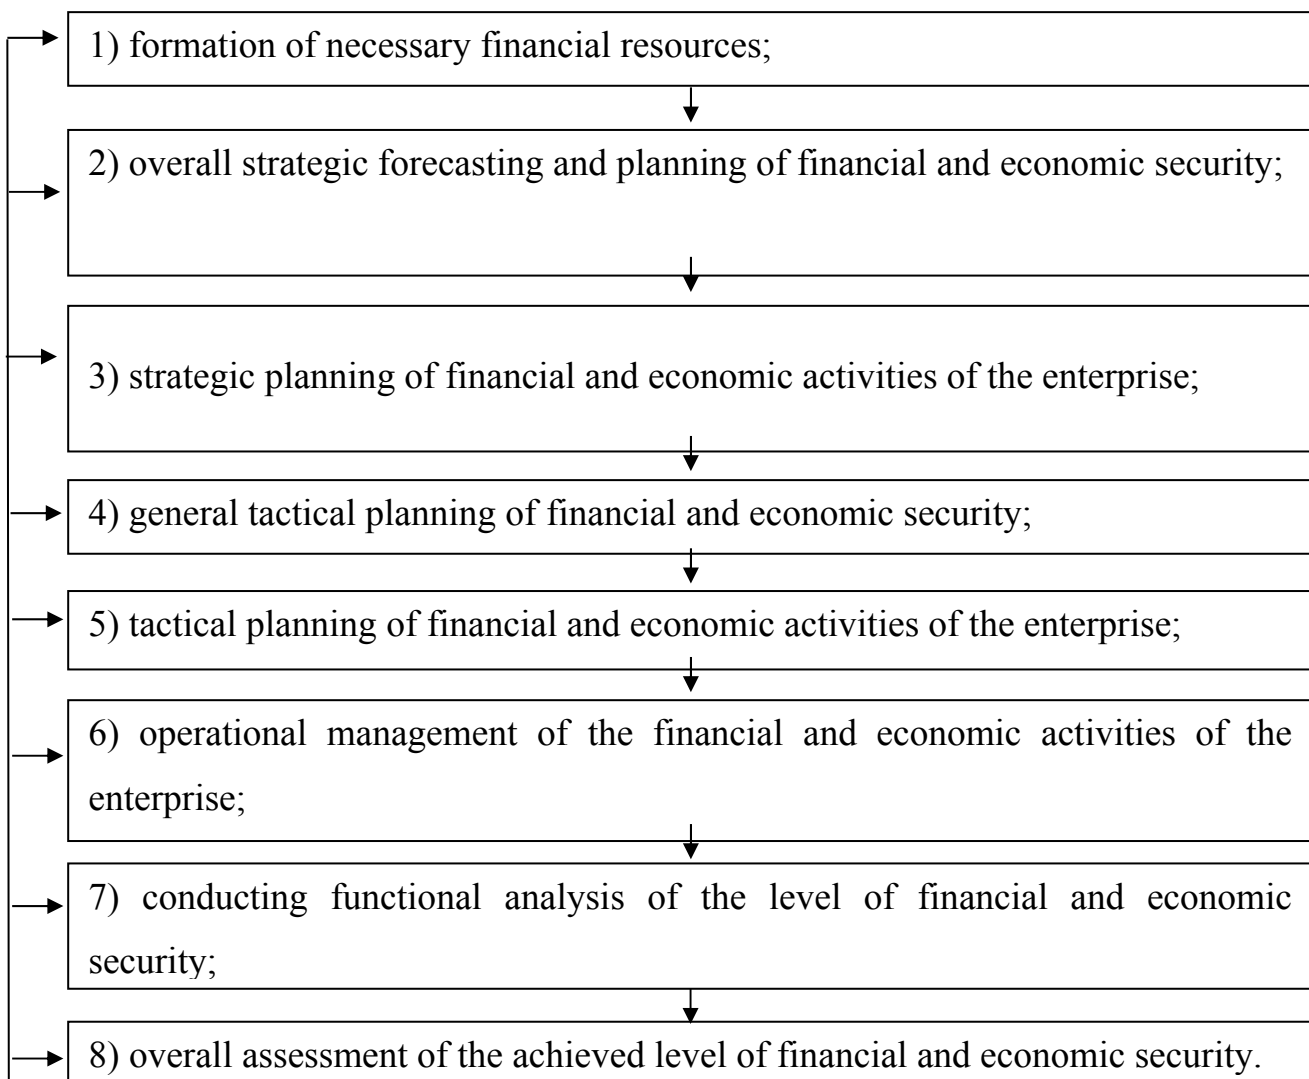 1) formation of necessary financial resources;
2) overall strategic forecasting and planning of financial and economic security;
3) strategic planning of financial and economic activities of the enterprise;
4) general tactical planning of financial and economic security;
5) tactical planning of financial and economic activities of the enterprise;
6) operational management of the financial and economic activities of the
enterprise;
7) conducting functional analysis of the level of financial and economic
security;
8) overall assessment of the achieved level of financial and economic security.